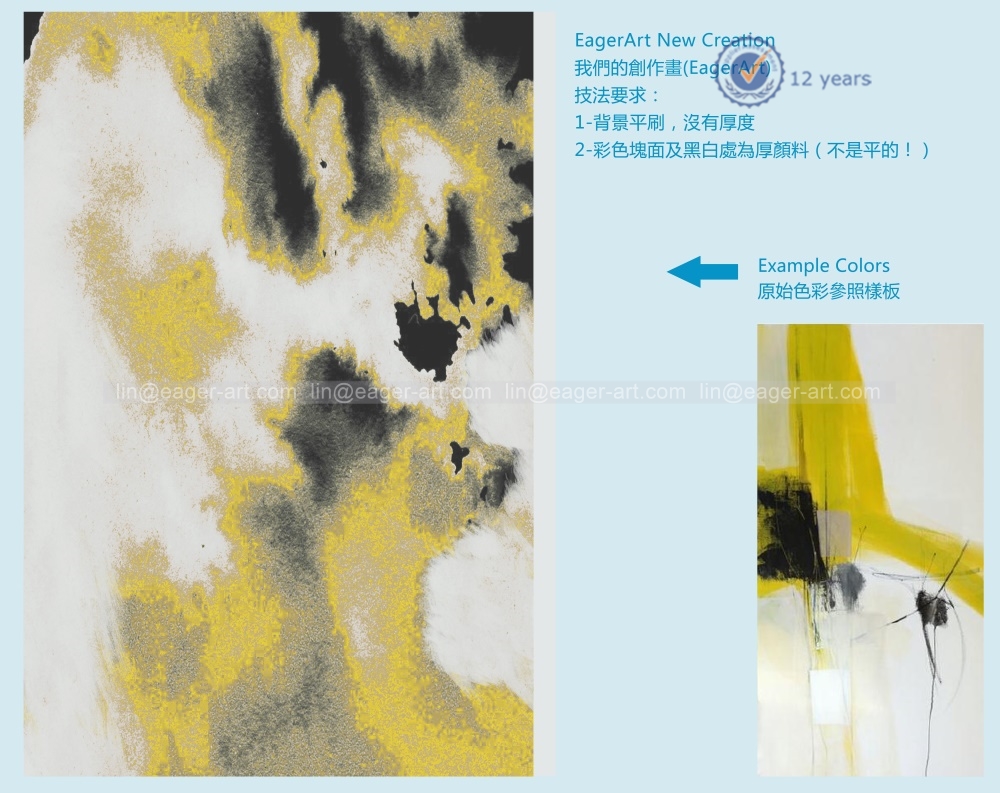 EagerArt New Creation
我們的創作畫(EagerArt)
12 years
技法要求：
1-背景平刷，沒有厚度
2-彩色塊面及黑白處為厚顏料（不是平的！）
Example Colors
原始色彩參照樣板
lin@eager-art.com lin@eager-art.com lin@eager-art.com lin@eager-art.com